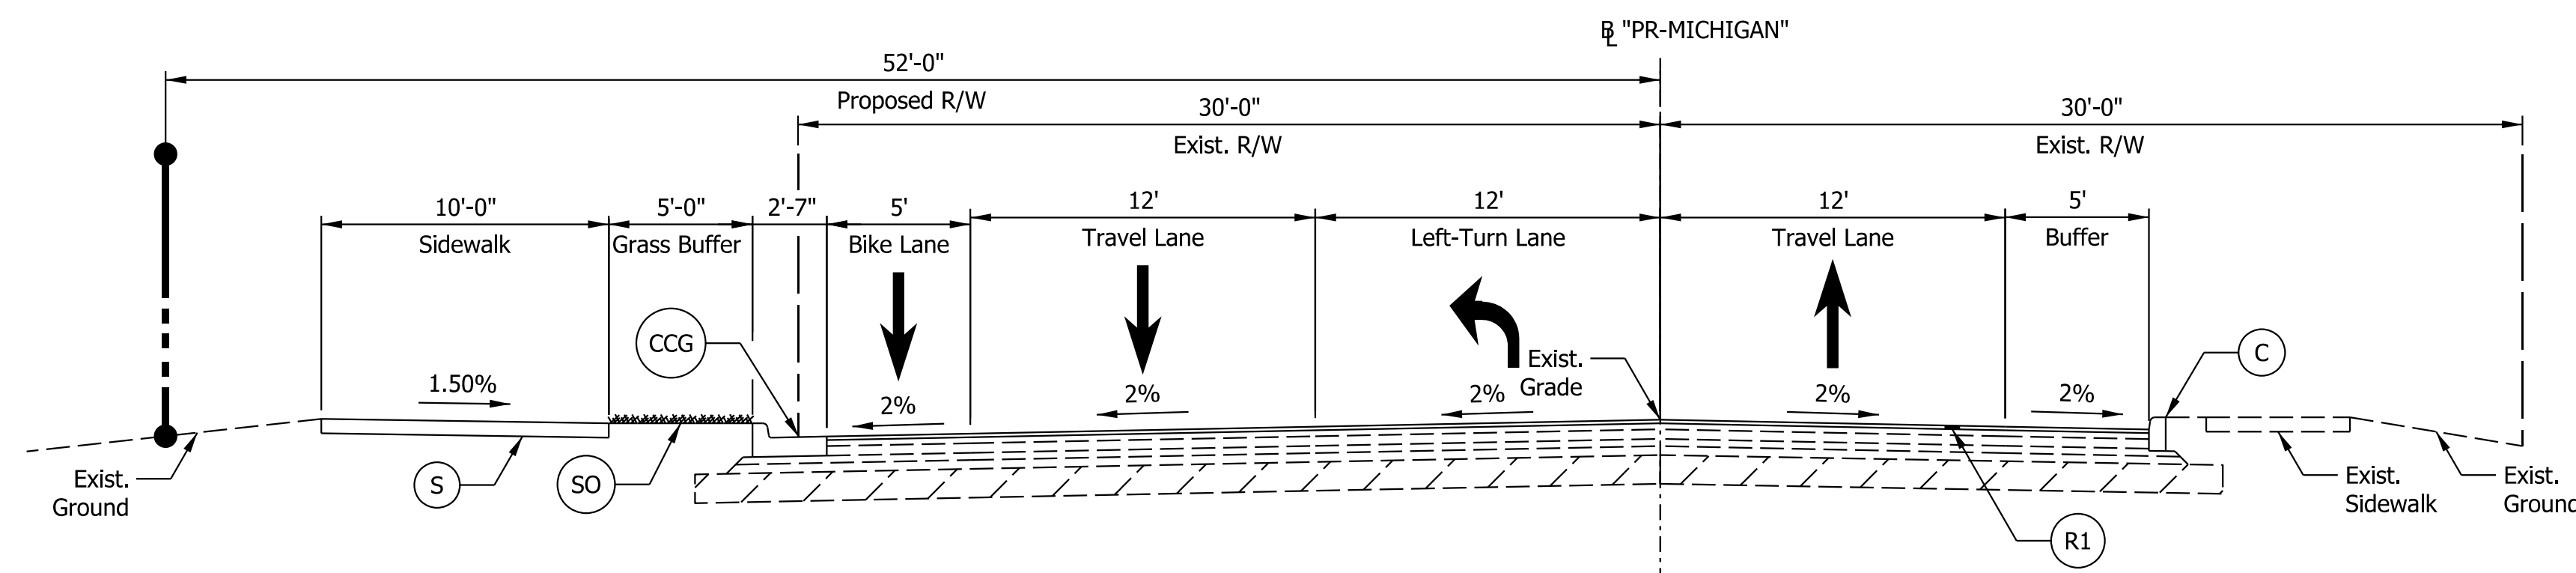 ℄ "PR-MICHIGAN"
52'-0"
Proposed R/W
30'-0"
Exist. R/W
30'-0"
Exist. R/W
10'-0"
Sidewalk
5'-0"
Grass Buffer
2'-7"
5'
Bike Lane
12'
Travel Lane
12'
Left-Turn Lane
12'
Travel Lane
5'
Buffer
CCG
C
Exist.
Grade
1.50%
2%
2%
2%
2%
2%
Exist.
Ground
S
SO
R1
Exist.
Sidewalk
Exist.
Ground